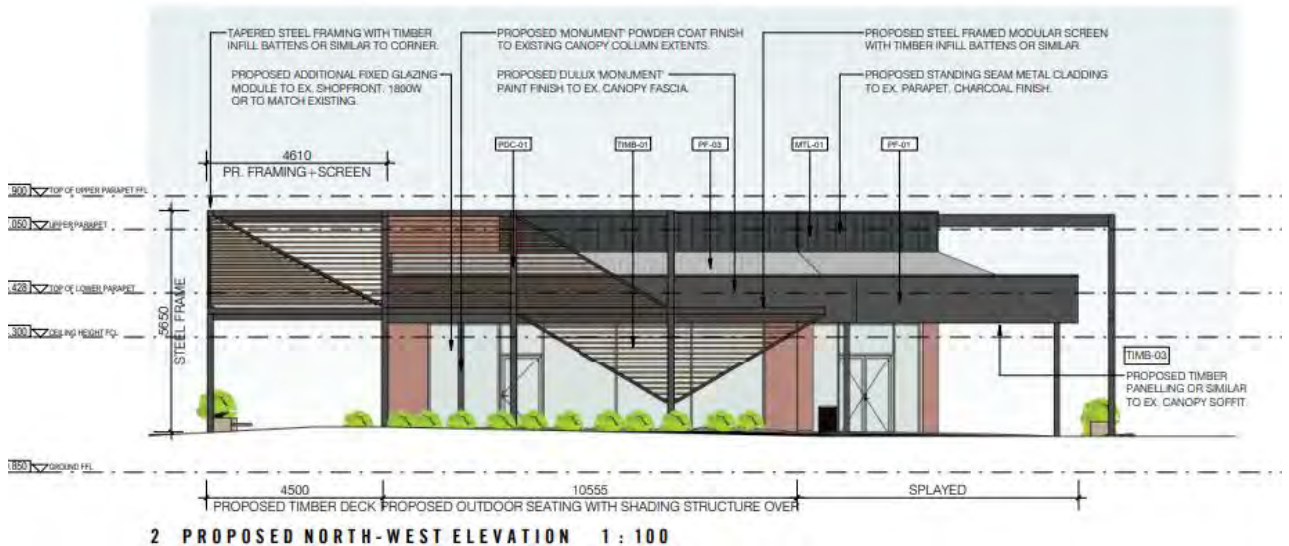 TAPERED STEEL FRAMING WITH TIMBER
INFILL BATTENS OR SIMILAR TO CORNER.
PROPOSED ADDITIONAL FIXED GLAZING
MODULE TO EX. SHOPFRONT. 1800W
OR TO MATCH EXISTING.
PROPOSED 'MONUMENT' POWDER COAT FINISH
TO EXISTING CANOPY COLUMN EXTENTS.
PROPOSED DULUX 'MONUMENT'
PAINT FINISH TO EX. CANOPY FASCIA.
PROPOSED STEEL FRAMED MODULAR SCREEN
WITH TIMBER INFILL BATTENS OR SIMILAR
PROPOSED STANDING SEAM METAL CLADDING
TO EX. PARAPET. CHARCOAL FINISH.
PDC-01
TIMB-01
PF-03
MTL-01
PF-01
4610
PR. FRAMING+SCREEN
900 TOP OF UPPER PARAPET FFL
050 UPPER PARAPET
428 TOP OF LOWER PARAPET
300 CEILING HEIGHT FCL
5650
STEEL FRAME
TIMB-03
PROPOSED TIMBER
PANELLING OR SIMILAR
TO EX. CANOPY SOFFIT.
850 GROUND FFL
4500
10555
SPLAYED
PROPOSED TIMBER DECK
PROPOSED OUTDOOR SEATING WITH SHADING STRUCTURE OVER
2 PROPOSED NORTH-WEST ELEVATION 1 : 100